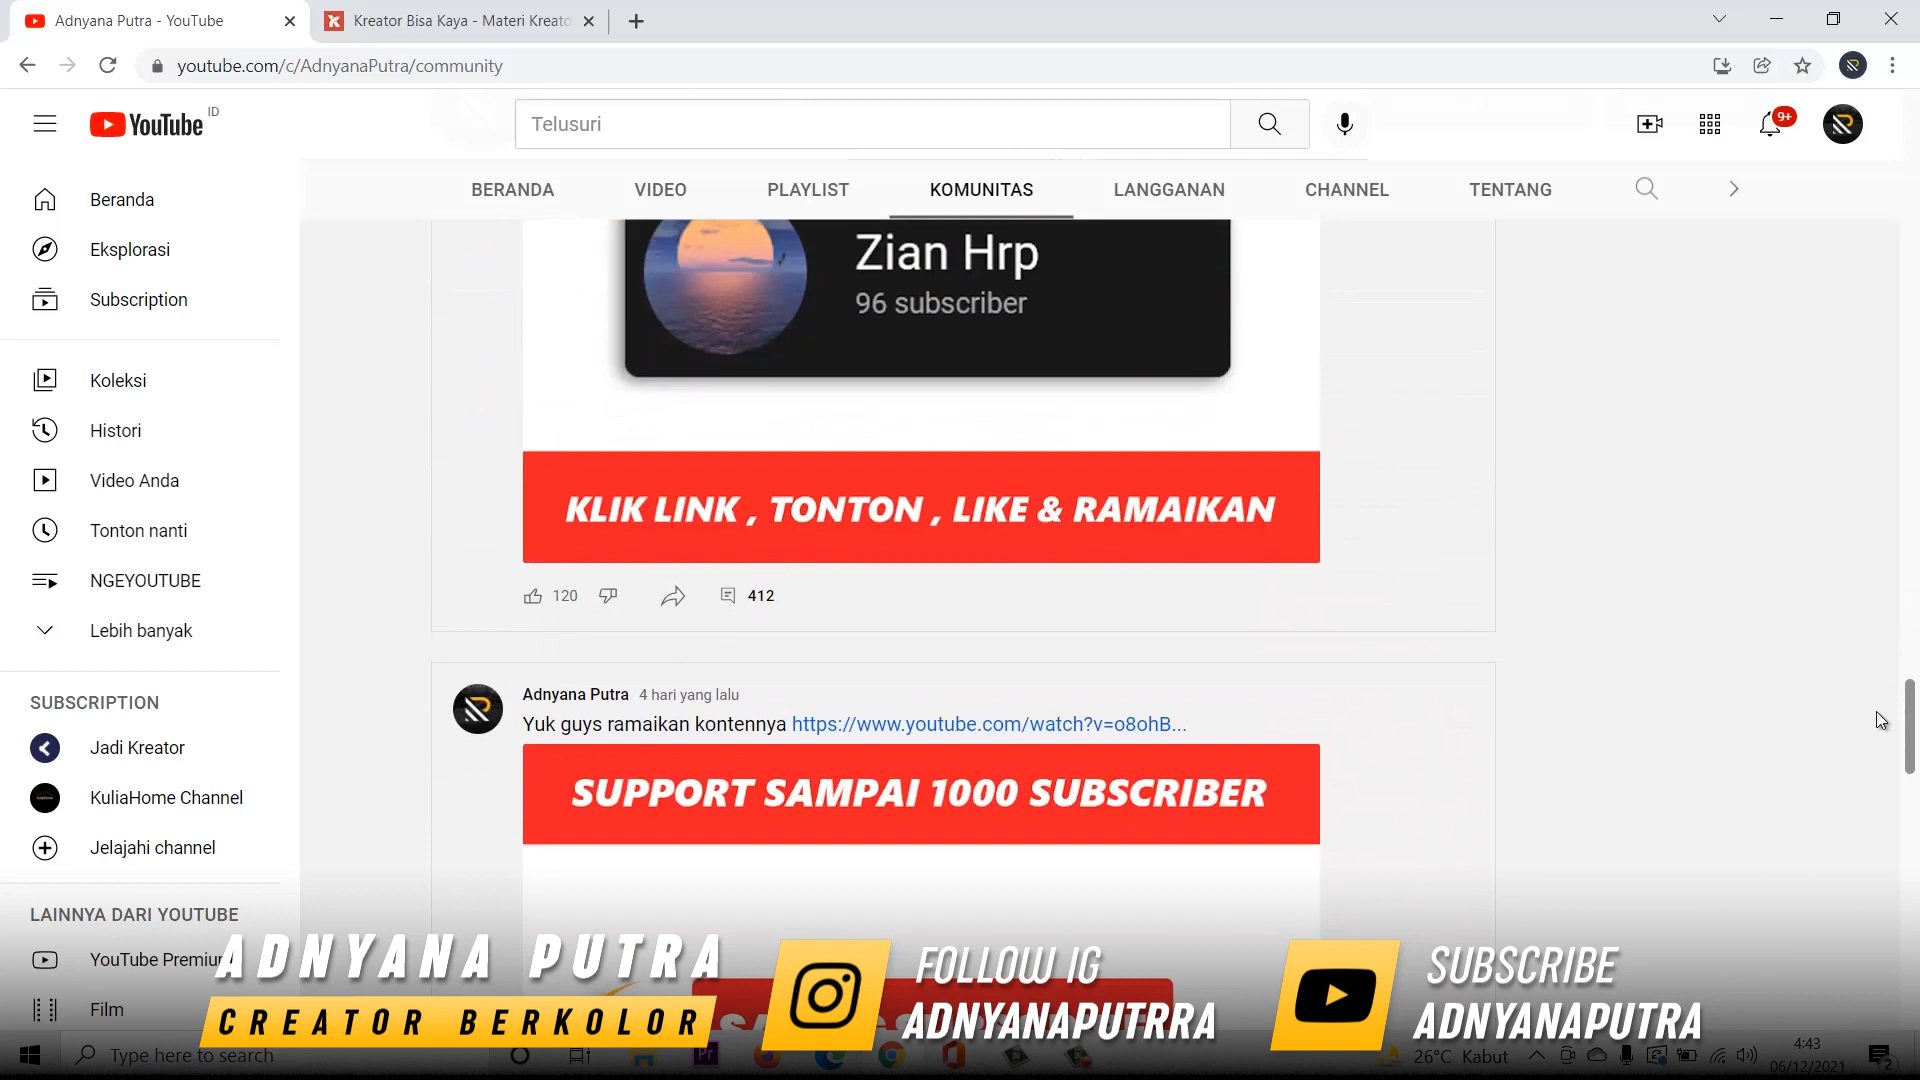 Adnyana Putra - YouTube
Kreator Bisa Kaya - Materi Kreato
youtube.com/c/AdnyanaPutra/community
YouTube ID
Telusuri
9+
BERANDA VIDEO PLAYLIST KOMUNITAS LANGGANAN CHANNEL TENTANG
Beranda
Eksplorasi
Subscription
Koleksi
Histori
Video Anda
Tonton nanti
NGEYOUTUBE
Lebih banyak
SUBSCRIPTION
Jadi Kreator
KuliaHome Channel
Jelajahi channel
LAINNYA DARI YOUTUBE
YouTube Premium
Film
Zian Hrp
96 subscriber
KLIK LINK , TONTON , LIKE & RAMAIKAN
120 412
Adnyana Putra 4 hari yang lalu
Yuk guys ramaikan kontennya https://www.youtube.com/watch?v=o8ohB...
SUPPORT SAMPAI 1000 SUBSCRIBER
ADNYANA PUTRA
CREATOR BERKOLOR
FOLLOW IG
ADNYANAPUTRRA
SUBSCRIBE
ADNYANAPUTRA
Type here to search
Pr
26°C Kabut
4:43
06/12/2021
2